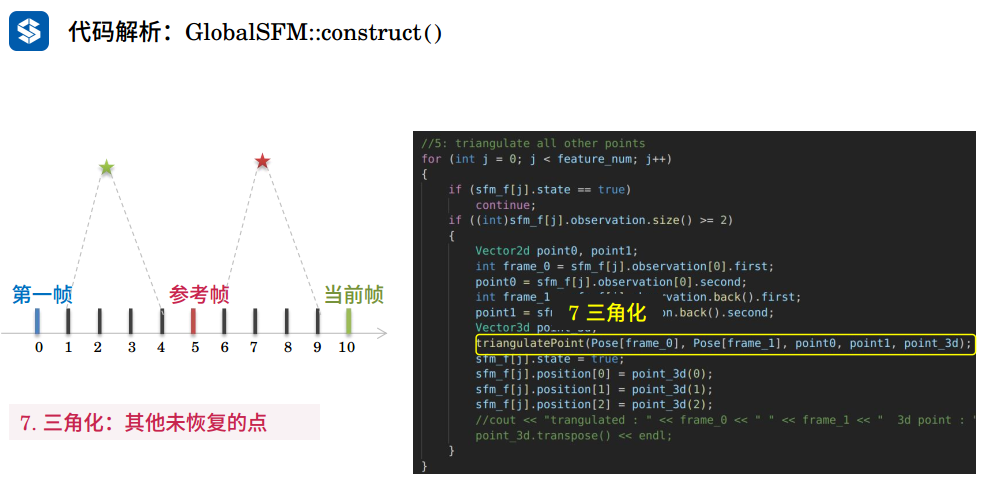 代码解析：GlobalSFM::construct()
第一帧
参考帧
当前帧
0 1 2 3 4 5 6 7 8 9 10
7. 三角化：其他未恢复的点
//5: triangulate all other points
for (int j = 0; j < feature_num; j++)
{
if (sfm_f[j].state == true)
continue;
if ((int)sfm_f[j].observation.size() >= 2)
{
Vector2d point0, point1;
int frame_0 = sfm_f[j].observation[0].first;
point0 = sfm_f[j].observation[0].second;
int frame_1 rvation.back().first;
point1 = sfm on.back().second;
7 三角化
Vector3d
triangulatePoint(Pose[frame_0], Pose[frame_1], point0, point1, point_3d);
sfm_f[j].state = true;
sfm_f[j].position[0] = point_3d(0);
sfm_f[j].position[1] = point_3d(1);
sfm_f[j].position[2] = point_3d(2);
//cout << "trangulated : " << frame_0 << " " << frame_1 << "  3d point : "
point_3d.transpose() << endl;
}
}